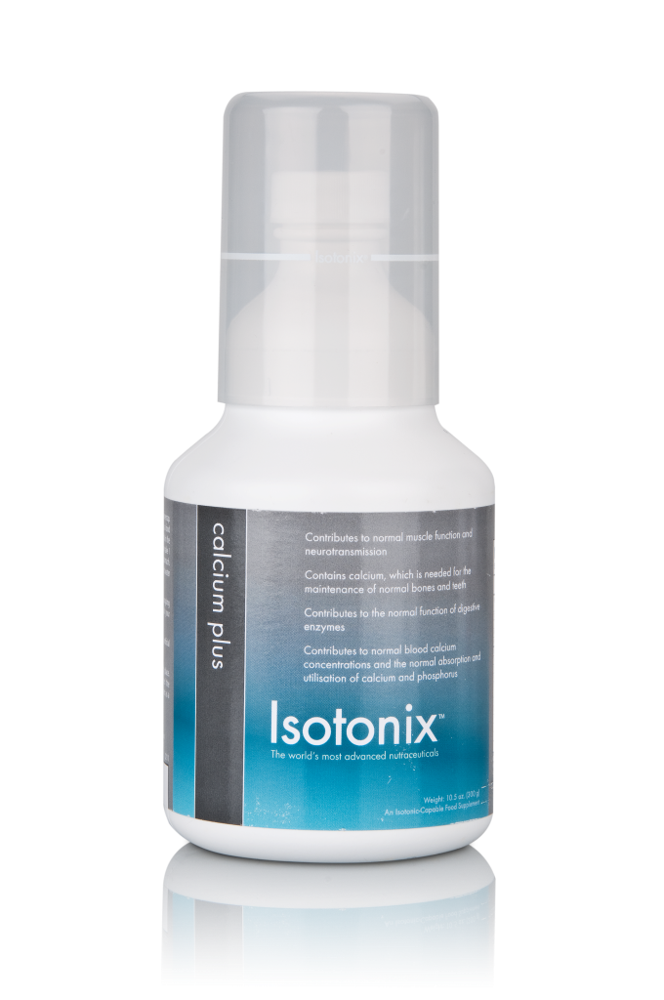 Isotonix
calcium plus
Contributes to normal muscle function and
neurotransmission
Contains calcium, which is needed for the
maintenance of normal bones and teeth
Contributes to the normal function of digestive
enzymes
Contributes to normal blood calcium
concentrations and the normal absorption and
utilisation of calcium and phosphorus
Isotonix™
The world's most advanced nutraceuticals
Weight: 10.5 oz. (300 g)
An Isotonic-Capable Food Supplement